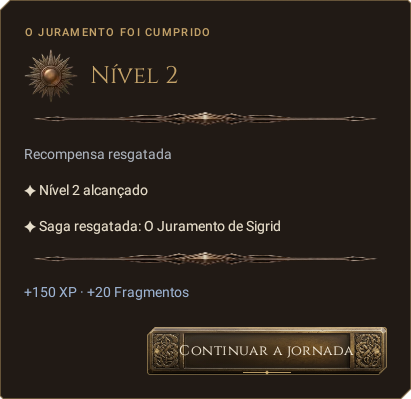 O JURAMENTO FOI CUMPRIDO
NÍVEL 2
Recompensa resgatada
✦ Nível 2 alcançado
✦ Saga resgatada: O Juramento de Sigrid
+150 XP · +20 Fragmentos
CONTINUAR A JORNADA